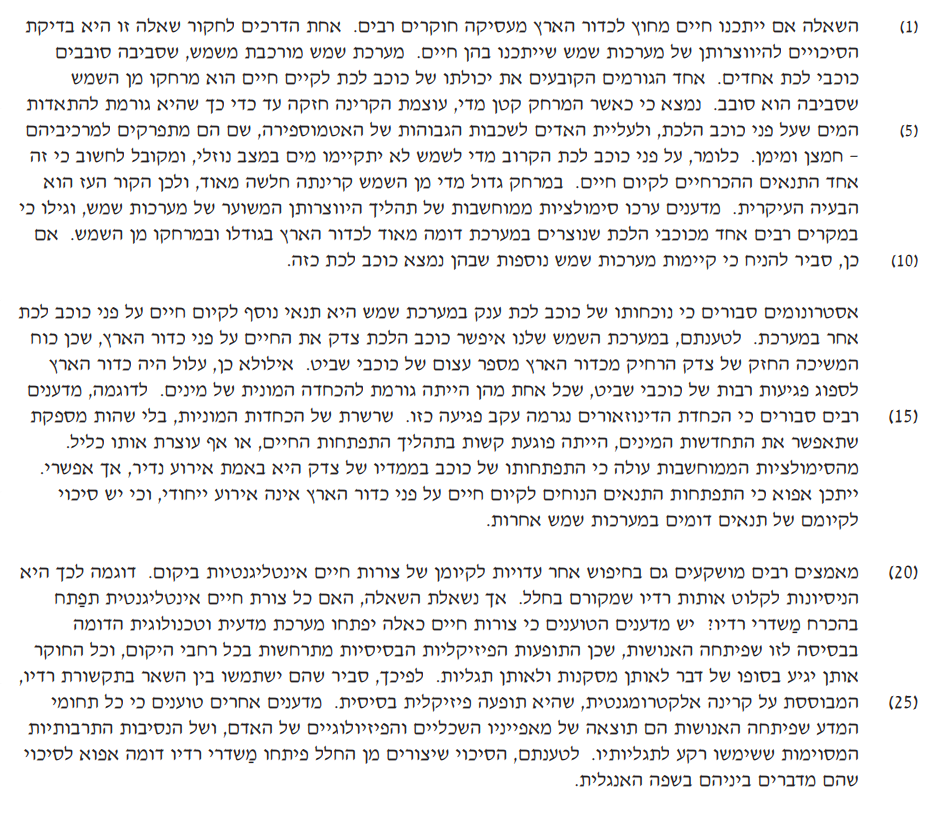 (1) השאלה אם ייתכנו חיים מחוץ לכדור הארץ מעסיקה חוקרים רבים. אחת הדרכים לחקור שאלה זו היא בדיקת
הסיכויים להיווצרותן של מערכות שמש שייתכנו בהן חיים. מערכת שמש מורכבת משמש, שסביבה סובבים
כוכבי לכת אחדים. אחד הגורמים הקובעים את יכולתו של כוכב לכת לקיים חיים הוא מרחקו מן השמש
שסביבה הוא סובב. נמצא כי כאשר המרחק קטן מדי, עוצמת הקרינה חזקה עד כדי כך שהיא גורמת להתאדות
(5) המים שעל פני כוכב הלכת, ולעליית האדים לשכבות הגבוהות של האטמוספירה, שם הם מתפרקים למרכיביהם
– חמצן ומימן. כלומר, על פני כוכב לכת הקרוב מדי לשמש לא יתקיימו מים במצב נוזלי, ומקובל לחשוב כי זה
אחד התנאים ההכרחיים לקיום חיים. במרחק גדול מדי מן השמש קרינתה חלשה מאוד, ולכן הקור העז הוא
הבעיה העיקרית. מדענים ערכו סימולציות ממוחשבות של תהליך היווצרותן המשוער של מערכות שמש, וגילו כי
במקרים רבים אחד מכוכבי הלכת שנוצרים במערכת דומה מאוד לכדור הארץ בגודלו ובמרחקו מן השמש. אם
(10) כן, סביר להניח כי קיימות מערכות שמש נוספות שבהן נמצא כוכב לכת כזה.
אסטרונומים סבורים כי נוכחותו של כוכב לכת ענק במערכת שמש היא תנאי נוסף לקיום חיים על פני כוכב לכת
אחר במערכת. לטענתם, במערכת השמש שלנו איפשר כוכב הלכת צדק את החיים על פני כדור הארץ, שכן כוח
המשיכה החזק של צדק הרחיק מכדור הארץ מספר עצום של כוכבי שביט. אילולא כן, עלול היה כדור הארץ
לספוג פגיעות רבות של כוכבי שביט, שכל אחת מהן הייתה גורמת להכחדה המונית של מינים. לדוגמה, מדענים
(15) רבים סבורים כי הכחדת הדינוזאורים נגרמה עקב פגיעה כזו. שרשרת של הכחדות המוניות, בלי שהות מספקת
שתאפשר את התחדשות המינים, הייתה פוגעת קשות בתהליך התפתחות החיים, או אף עוצרת אותו כליל.
מהסימולציות הממוחשבות עולה כי התפתחותו של כוכב בממדיו של צדק היא באמת אירוע נדיר, אך אפשרי.
ייתכן אפוא כי התפתחות התנאים הנוחים לקיום חיים על פני כדור הארץ אינה אירוע ייחודי, וכי יש סיכוי
לקיומם של תנאים דומים במערכות שמש אחרות.
(20) מאמצים רבים מושקעים גם בחיפוש אחר עדויות לקיומן של צורות חיים אינטליגנטיות ביקום. דוגמה לכך היא
הניסיונות לקלוט אותות רדיו שמקורם בחלל. אך נשאלת השאלה, האם כל צורת חיים אינטליגנטית תפַתח
בהכרח מַשדרי רדיו? יש מדענים הטוענים כי צורות חיים כאלה יפתחו מערכת מדעית וטכנולוגית הדומה
בבסיסה לזו שפיתחה האנושות, שכן התופעות הפיזיקליות הבסיסיות מתרחשות בכל רחבי היקום, וכל החוקר
אותן יגיע בסופו של דבר לאותן מסקנות ולאותן תגליות. לפיכך, סביר שהם ישתמשו בין השאר בתקשורת רדיו,
(25) המבוססת על קרינה אלקטרומגנטית, שהיא תופעה פיזיקלית בסיסית. מדענים אחרים טוענים כי כל תחומי
המדע שפיתחה האנושות הם תוצאה של מאפייניו השכליים והפיזיולוגיים של האדם, ושל הנסיבות התרבותיות
המסוימות ששימשו רקע לתגליותיו. לטענתם, הסיכוי שיצורים מן החלל פיתחו מַשדרי רדיו דומה אפוא לסיכוי
שהם מדברים ביניהם בשפה האנגלית.